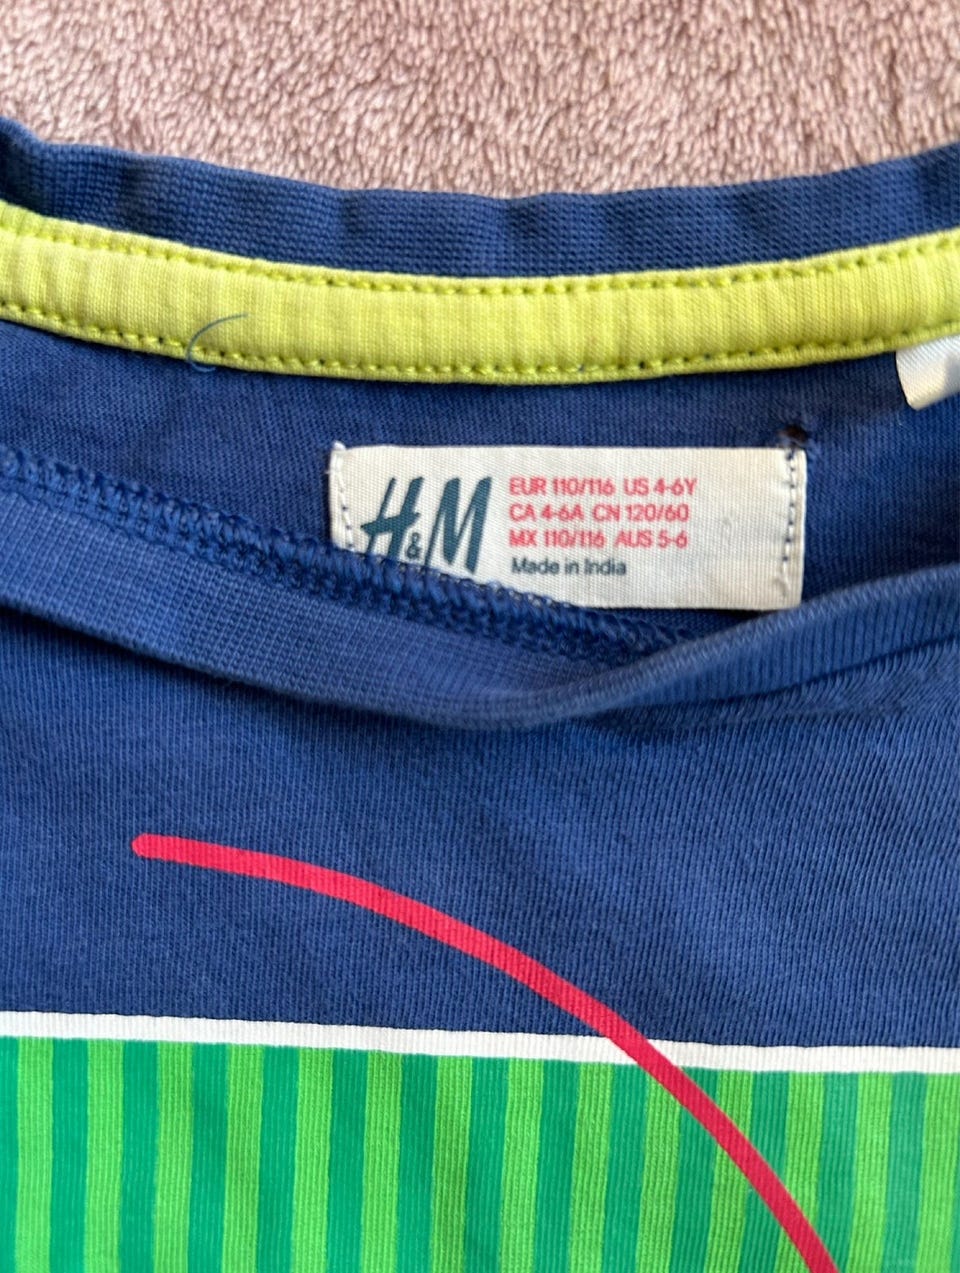 H&M
EUR 110/116 US 4-6Y
CA 4-6A CN 120/60
MX 110/116 AUS 5-6
Made in India